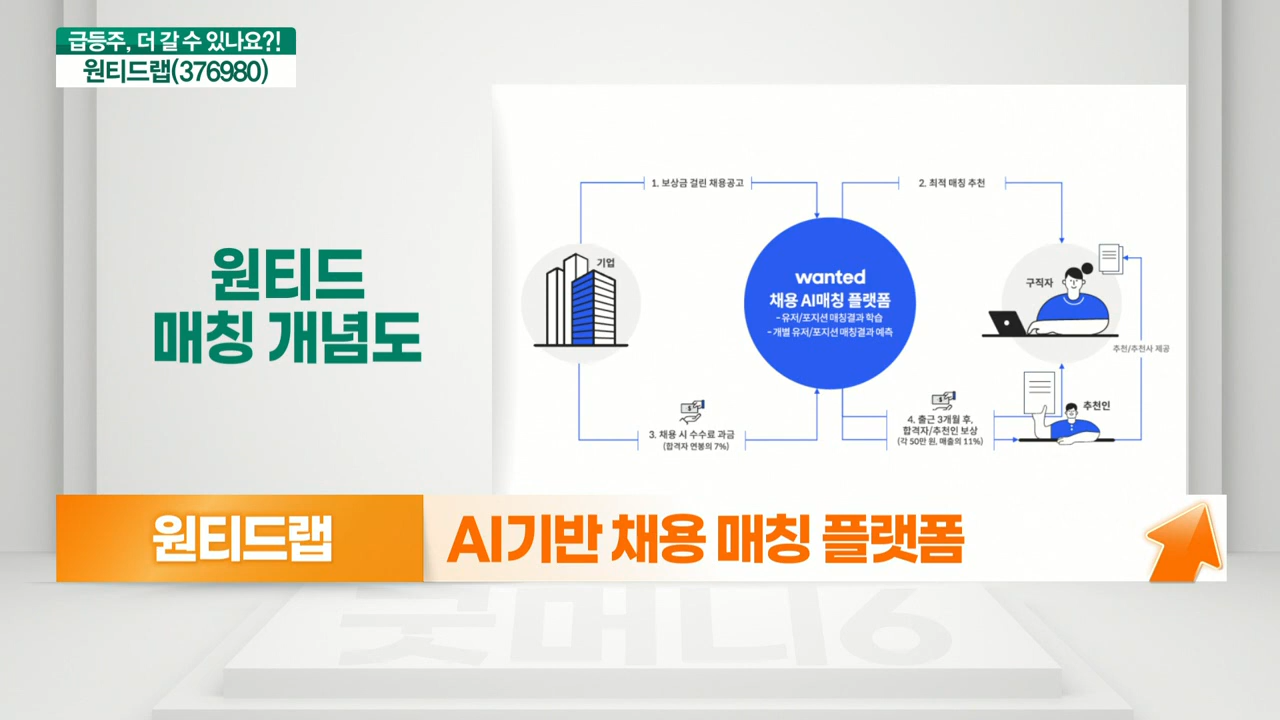 급등주, 더 갈 수 있나요?!
원티드랩(376980)
원티드
매칭 개념도
1. 보상금 걸린 채용공고
2. 최적 매칭 추천
기업
wanted
채용 AI매칭 플랫폼
- 유저/포지션 매칭결과 학습
- 개별 유저/포지션 매칭결과 예측
구직자
추천/추천사 제공
추천인
3. 채용 시 수수료 과금
(합격자 연봉의 7%)
4. 출근 3개월 후,
합격자/추천인 보상
(각 50만 원, 매출의 11%)
원티드랩
AI기반 채용 매칭 플랫폼
굿머니6